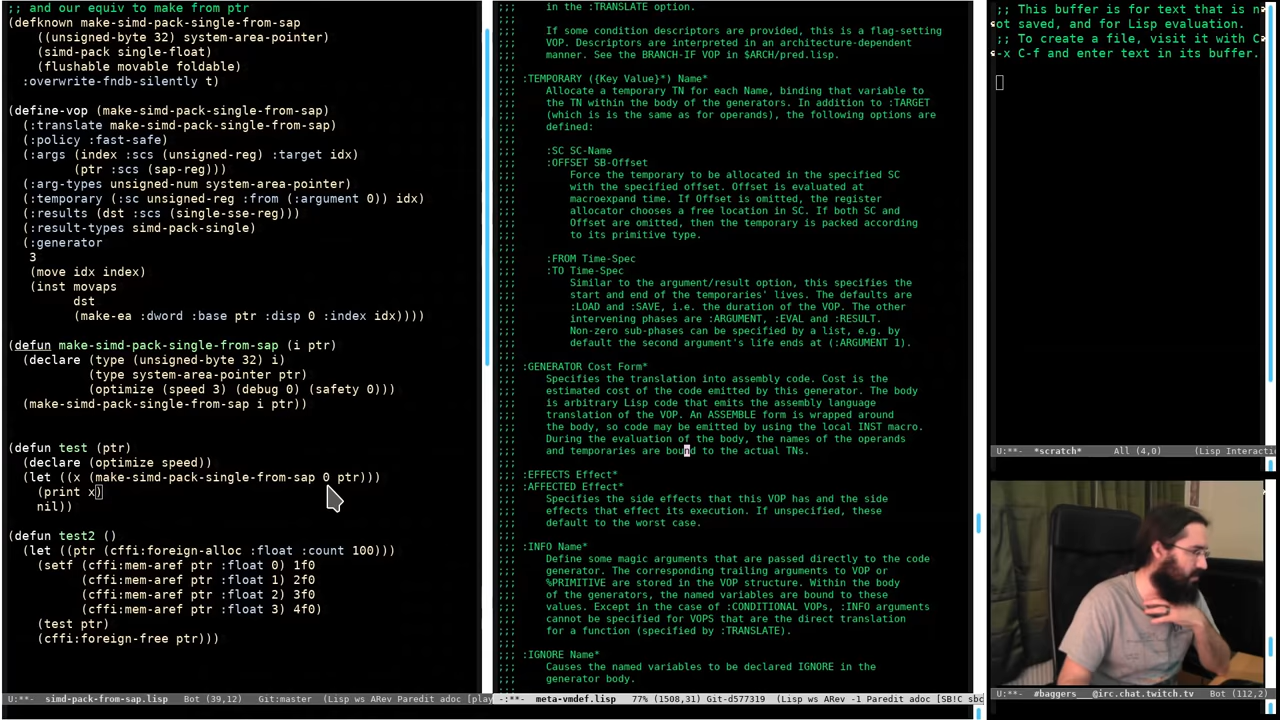 ;; and our equiv to make from ptr
(defknown make-simd-pack-single-from-sap
((unsigned-byte 32) system-area-pointer)
(simd-pack single-float)
(flushable movable foldable)
:overwrite-fndb-silently t)
(define-vop (make-simd-pack-single-from-sap)
(:translate make-simd-pack-single-from-sap)
(:policy :fast-safe)
(:args (index :scs (unsigned-reg) :target idx)
(ptr :scs (sap-reg)))
(:arg-types unsigned-num system-area-pointer)
(:temporary (:sc unsigned-reg :from (:argument 0)) idx)
(:results (dst :scs (single-sse-reg)))
(:result-types simd-pack-single)
(:generator
3
(move idx index)
(inst movaps
dst
(make-ea :dword :base ptr :disp 0 :index idx))))
(defun make-simd-pack-single-from-sap (i ptr)
(declare (type (unsigned-byte 32) i)
(type system-area-pointer ptr)
(optimize (speed 3) (debug 0) (safety 0)))
(make-simd-pack-single-from-sap i ptr))
(defun test (ptr)
(declare (optimize speed))
(let ((x (make-simd-pack-single-from-sap 0 ptr)))
(print x)
nil))
(defun test2 ()
(let ((ptr (cffi:foreign-alloc :float :count 100)))
(setf (cffi:mem-aref ptr :float 0) 1f0
(cffi:mem-aref ptr :float 1) 2f0
(cffi:mem-aref ptr :float 2) 3f0
(cffi:mem-aref ptr :float 3) 4f0)
(test ptr)
(cffi:foreign-free ptr)))
U:**- simd-pack-from-sap.lisp Bot (39,12) Git:master (Lisp ws ARev Paredit adoc [play
;;; in the :TRANSLATE option.
;;;
;;; If some condition descriptors are provided, this is a flag-setting
;;; VOP. Descriptors are interpreted in an architecture-dependent
;;; manner. See the BRANCH-IF VOP in $ARCH/pred.lisp.
;;;
;;; :TEMPORARY ({Key Value}*) Name*
;;; Allocate a temporary TN for each Name, binding that variable to
;;; the TN within the body of the generators. In addition to :TARGET
;;; (which is is the same as for operands), the following options are
;;; defined:
;;;
;;; :SC SC-Name
;;; :OFFSET SB-Offset
;;; Force the temporary to be allocated in the specified SC
;;; with the specified offset. Offset is evaluated at
;;; macroexpand time. If Offset is omitted, the register
;;; allocator chooses a free location in SC. If both SC and
;;; Offset are omitted, then the temporary is packed according
;;; to its primitive type.
;;;
;;; :FROM Time-Spec
;;; :TO Time-Spec
;;; Similar to the argument/result option, this specifies the
;;; start and end of the temporaries' lives. The defaults are
;;; :LOAD and :SAVE, i.e. the duration of the VOP. The other
;;; intervening phases are :ARGUMENT, :EVAL and :RESULT.
;;; Non-zero sub-phases can be specified by a list, e.g. by
;;; default the second argument's life ends at (:ARGUMENT 1).
;;;
;;; :GENERATOR Cost Form*
;;; Specifies the translation into assembly code. Cost is the
;;; estimated cost of the code emitted by this generator. The body
;;; is arbitrary Lisp code that emits the assembly language
;;; translation of the VOP. An ASSEMBLE form is wrapped around
;;; the body, so code may be emitted by using the local INST macro.
;;; During the evaluation of the body, the names of the operands
;;; and temporaries are bound to the actual TNs.
;;;
;;; :EFFECTS Effect*
;;; :AFFECTED Effect*
;;; Specifies the side effects that this VOP has and the side
;;; effects that effect its execution. If unspecified, these
;;; default to the worst case.
;;;
;;; :INFO Name*
;;; Define some magic arguments that are passed directly to the code
;;; generator. The corresponding trailing arguments to VOP or
;;; %PRIMITIVE are stored in the VOP structure. Within the body
;;; of the generators, the named variables are bound to these
;;; values. Except in the case of :CONDITIONAL VOPs, :INFO arguments
;;; cannot be specified for VOPS that are the direct translation
;;; for a function (specified by :TRANSLATE).
;;;
;;; :IGNORE Name*
;;; Causes the named variables to be declared IGNORE in the
;;; generator body.
-:**- meta-vmdef.lisp 77% (1508,31) Git-d577319 (Lisp ws ARev -1 Paredit adoc [SB!C sbc
;; This buffer is for text that is n
ot saved, and for Lisp evaluation.
;; To create a file, visit it with C
-x C-f and enter text in its buffer.
U:**- *scratch* All (4,0) (Lisp Interacti
U:**- #baggers___@irc.chat.twitch.tv Bot (112,2)